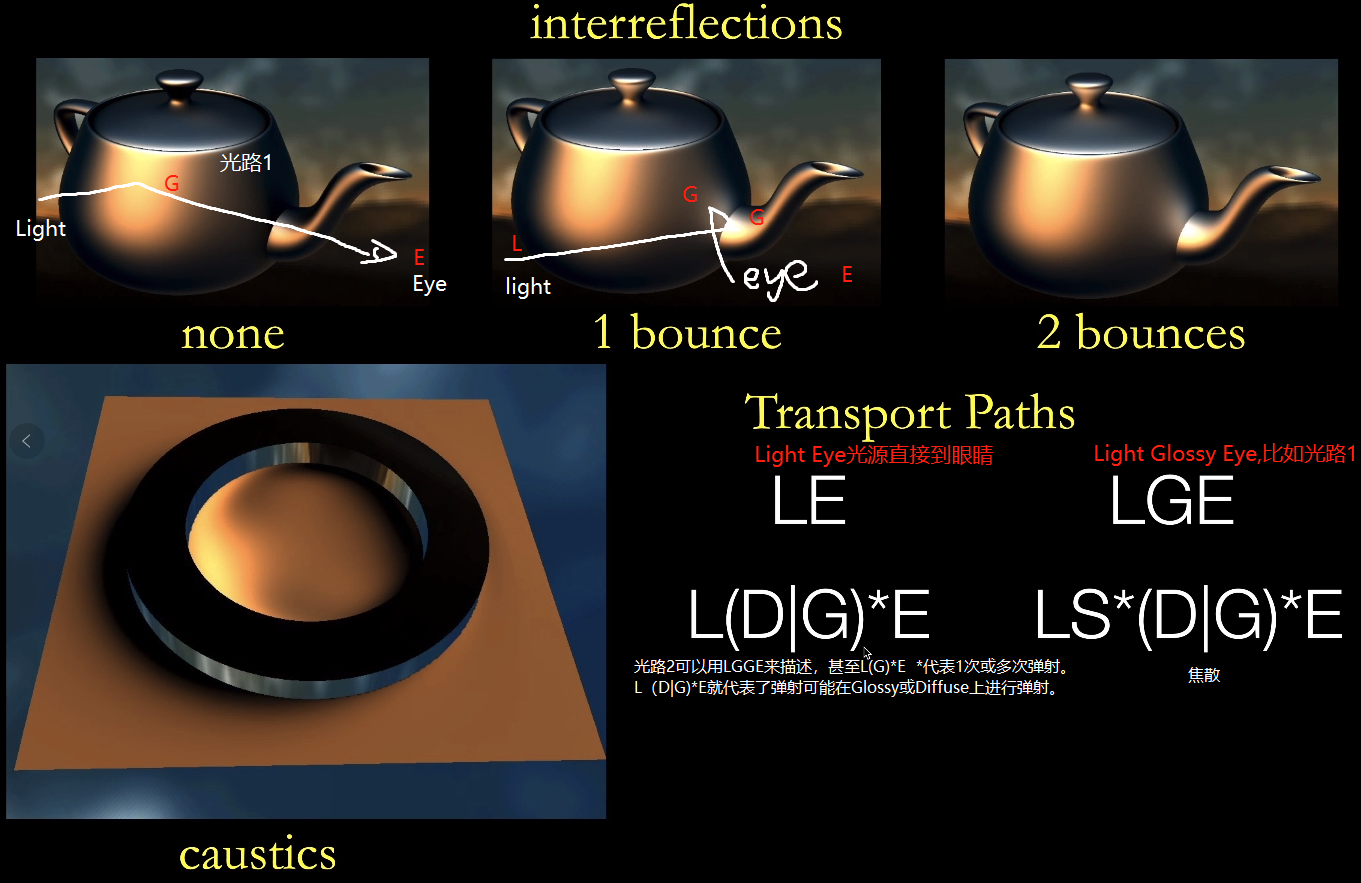 interreflections
光路1
G
Light
E
Eye
G
G
L
light
eye
E
none
1 bounce
2 bounces
Transport Paths
Light Eye光源直接到眼睛
Light Glossy Eye,比如光路1
LE
LGE
L(D|G)*E
LS*(D|G)*E
光路2可以用LGGE来描述，甚至L(G)*E *代表1次或多次弹射。
L（D|G)*E就代表了弹射可能在Glossy或Diffuse上进行弹射。
焦散
caustics